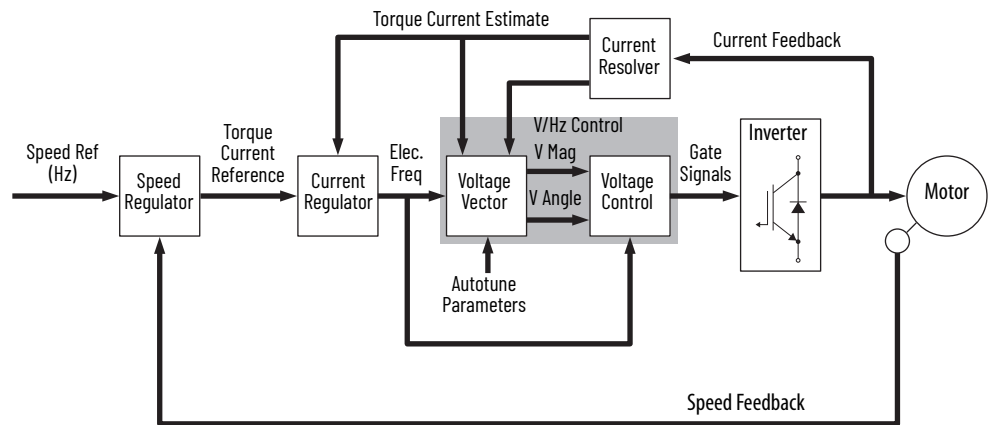 Torque Current Estimate
Current
Resolver
Current Feedback
V/Hz Control
Inverter
Speed Ref
(Hz)
Torque
Current
Reference
Elec.
Freq
V Mag
V Angle
Gate
Signals
Speed
Regulator
Current
Regulator
Voltage
Vector
Voltage
Control
Motor
Autotune
Parameters
Speed Feedback